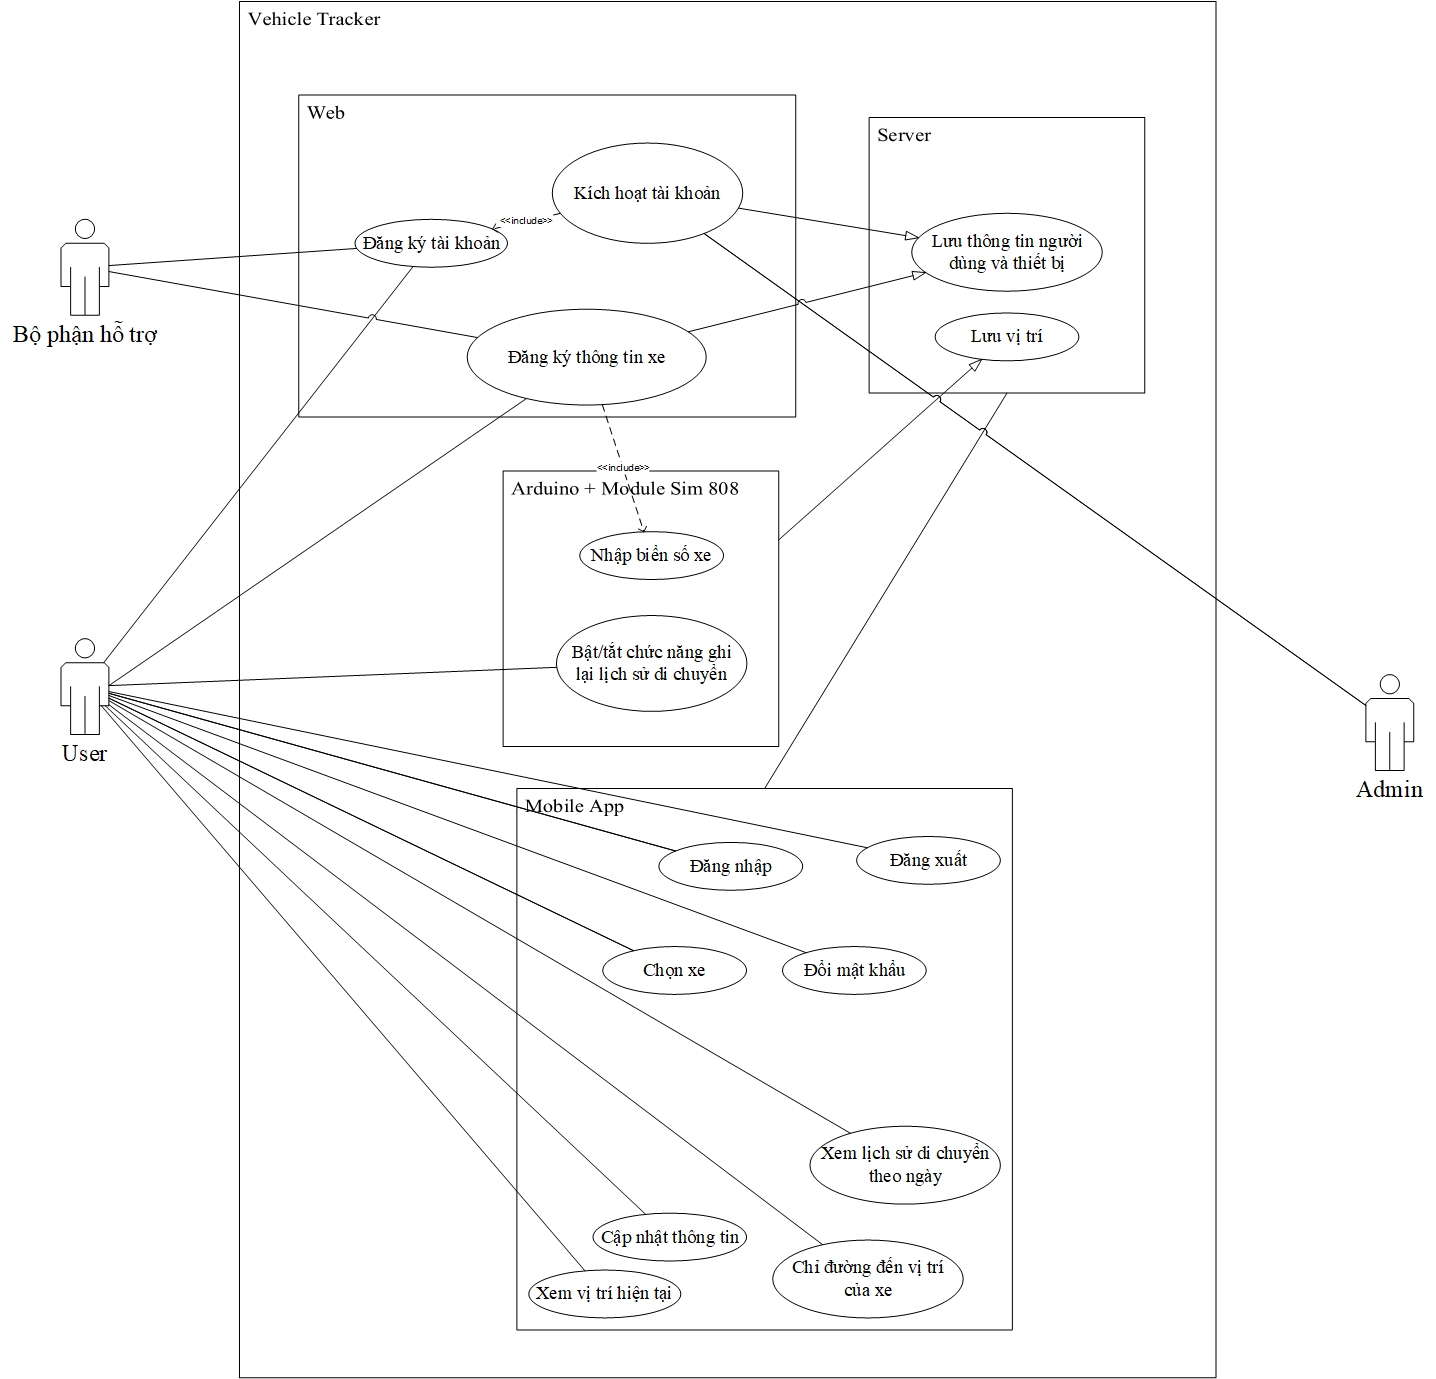 Vehicle Tracker
Web
Server
Kích hoạt tài khoản
<<include>>
Đăng ký tài khoản
Lưu thông tin người
dùng và thiết bị
Bộ phận hỗ trợ
Lưu vị trí
Đăng ký thông tin xe
<<include>>
Arduino + Module Sim 808
Nhập biển số xe
Bật/tắt chức năng ghi
lại lịch sử di chuyển
User
Admin
Mobile App
Đăng nhập
Đăng xuất
Chọn xe
Đổi mật khẩu
Xem lịch sử di chuyển
theo ngày
Cập nhật thông tin
Chỉ đường đến vị trí
của xe
Xem vị trí hiện tại